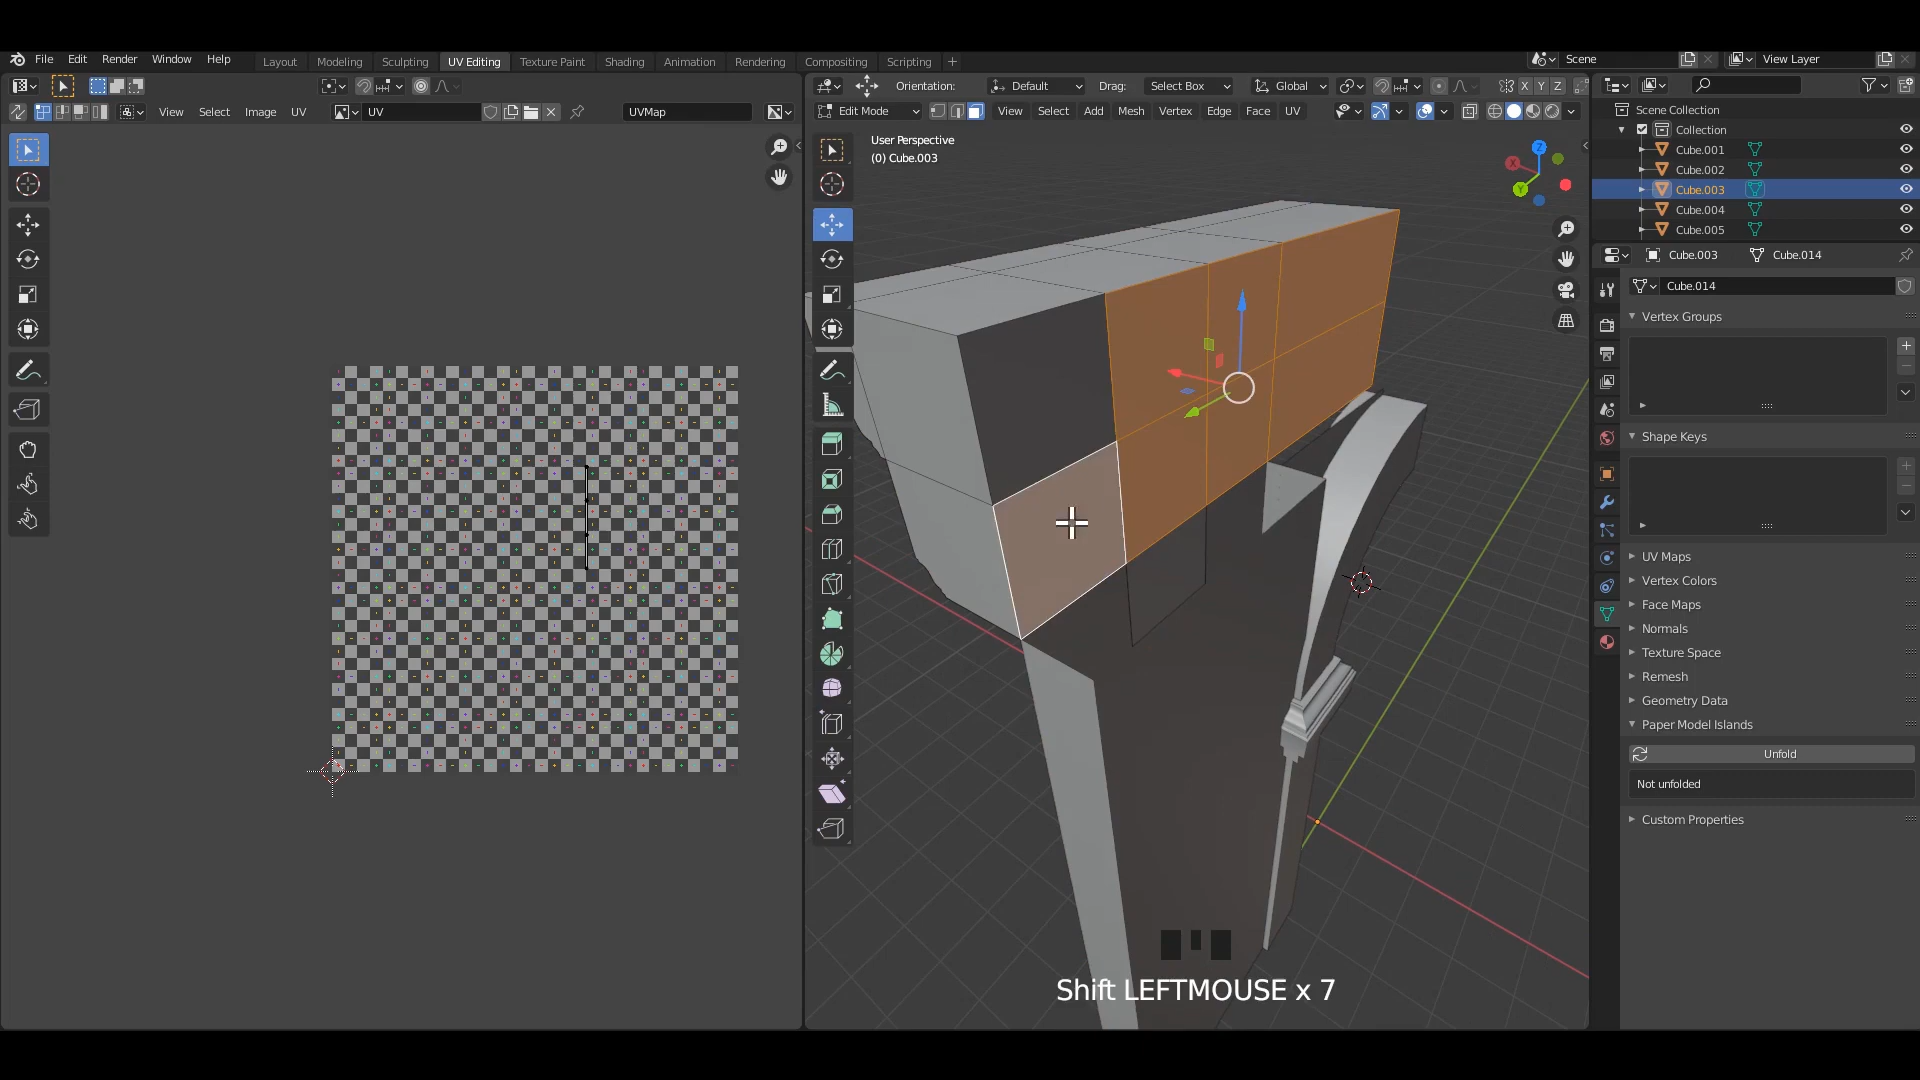 File Edit Render Window Help
Layout Modeling Sculpting UV Editing Texture Paint Shading Animation Rendering Compositing Scripting +
Scene
View Layer
Orientation: Default Drag: Select Box Global X Y Z
View Select Image UV
UV
UVMap
Edit Mode View Select Add Mesh Vertex Edge Face UV
User Perspective
(0) Cube.003
Z
X
Y
Scene Collection
Collection
Cube.001
Cube.002
Cube.003
Cube.004
Cube.005
Cube.003 Cube.014
Cube.014
Vertex Groups
Shape Keys
UV Maps
Vertex Colors
Face Maps
Normals
Texture Space
Remesh
Geometry Data
Paper Model Islands
Unfold
Not unfolded
Custom Properties
Shift LEFTMOUSE x 7